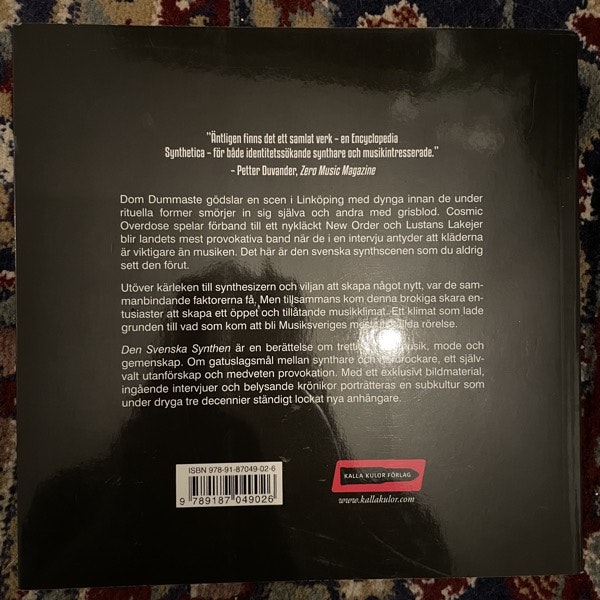 "Äntligen finns det ett samlat verk – en Encyclopedia
Synthetica – för både identitetssökande synthare och musikintresserade."
– Petter Duvander, Zero Music Magazine
Dom Dummaste gödslar en scen i Linköping med dynga innan de under
rituella former smörjer in sig själva och andra med grisblod. Cosmic
Overdose spelar förband till ett nykläckt New Order och Lustans Lakejer
blir landets mest provokativa band när de i en intervju antyder att kläderna
är viktigare än musiken. Det här är den svenska synthscenen som du aldrig
sett den förut.
Utöver kärleken till synthesizern och viljan att skapa något nytt, var de sam-
manbindande faktorerna få. Men tillsammans kom denna brokiga skara en-
tusiaster att skapa ett öppet och tillåtande musikklimat. Ett klimat som lade
grunden till vad som kom att bli Musiksveriges mest rörelse.
Den Svenska Synthen är en berättelse om trettio musik, mode och
gemenskap. Om gatuslagsmål mellan synthare och hårdrockare, ett själv-
valt utanförskap och medveten provokation. Med ett exklusivt bildmaterial,
ingående intervjuer och belysande krönikor porträtteras en subkultur som
under dryga tre decennier ständigt lockat nya anhängare.
ISBN 978-91-87049-02-6
9 789187 049026
KALLA KULOR FÖRLAG
www.kallakulor.com